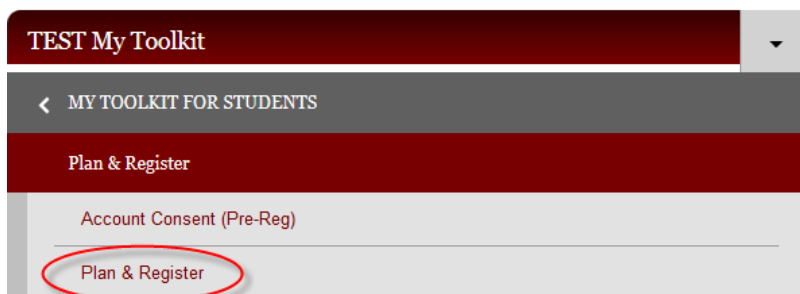 TEST My Toolkit
MY TOOLKIT FOR STUDENTS
Plan & Register
Account Consent (Pre-Reg)
Plan & Register